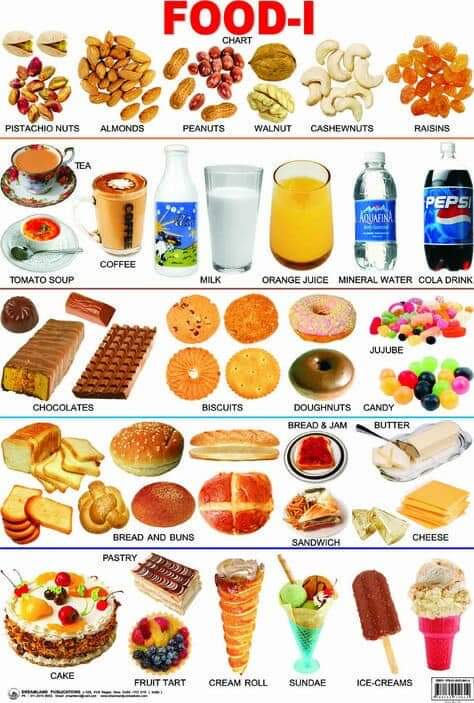 FOOD-I
CHART
PISTACHIO NUTS ALMONDS PEANUTS WALNUT CASHEWNUTS RAISINS
TEA
COFFEE
AQUAFINA
PEPSI
TOMATO SOUP COFFEE MILK ORANGE JUICE MINERAL WATER COLA DRINK
JUJUBE
CHOCOLATES BISCUITS DOUGHNUTS CANDY
BREAD & JAM BUTTER
BREAD AND BUNS SANDWICH CHEESE
PASTRY
CAKE FRUIT TART CREAM ROLL SUNDAE ICE-CREAMS
DREAMLAND PUBLICATIONS